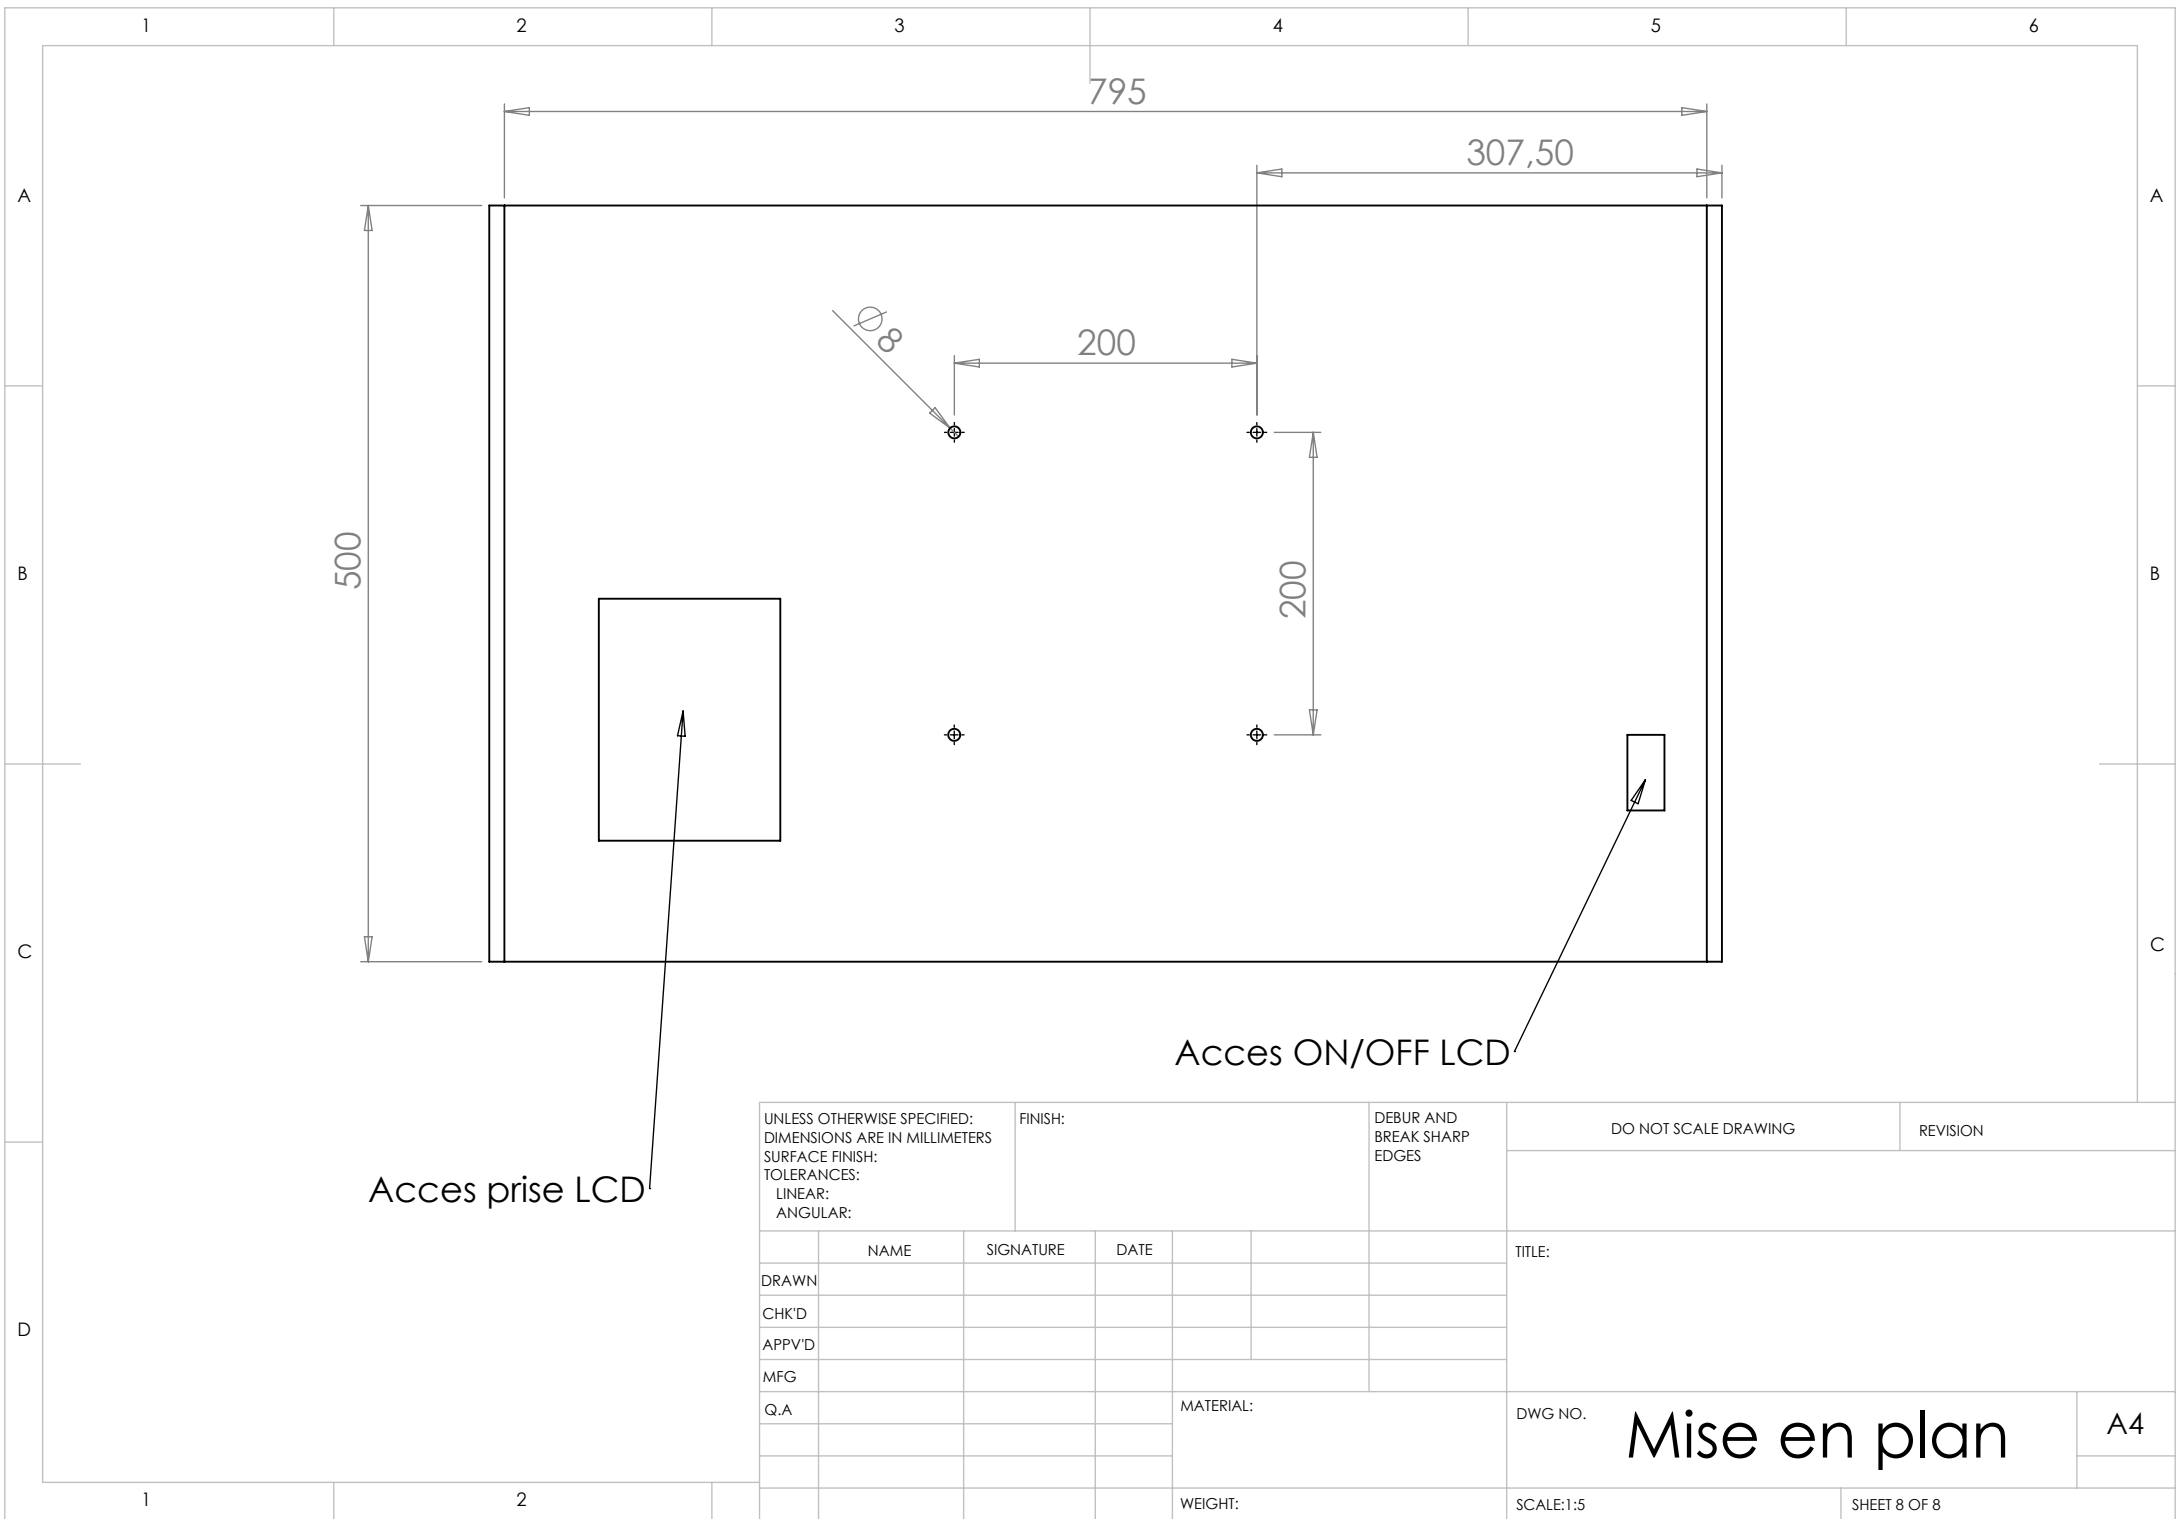 1 2 3 4 5 6
795
307,50
A A
Ø8
200
500
200
B B
C C
Acces ON/OFF LCD
Acces prise LCD
D
UNLESS OTHERWISE SPECIFIED:
DIMENSIONS ARE IN MILLIMETERS
SURFACE FINISH:
TOLERANCES:
LINEAR:
ANGULAR:
FINISH:
DEBUR AND
BREAK SHARP
EDGES
DO NOT SCALE DRAWING
REVISION
NAME SIGNATURE DATE
DRAWN
CHK'D
APPV'D
MFG
Q.A
TITLE:
MATERIAL:
DWG NO.
Mise en plan
A4
WEIGHT:
SCALE:1:5
SHEET 8 OF 8
1 2